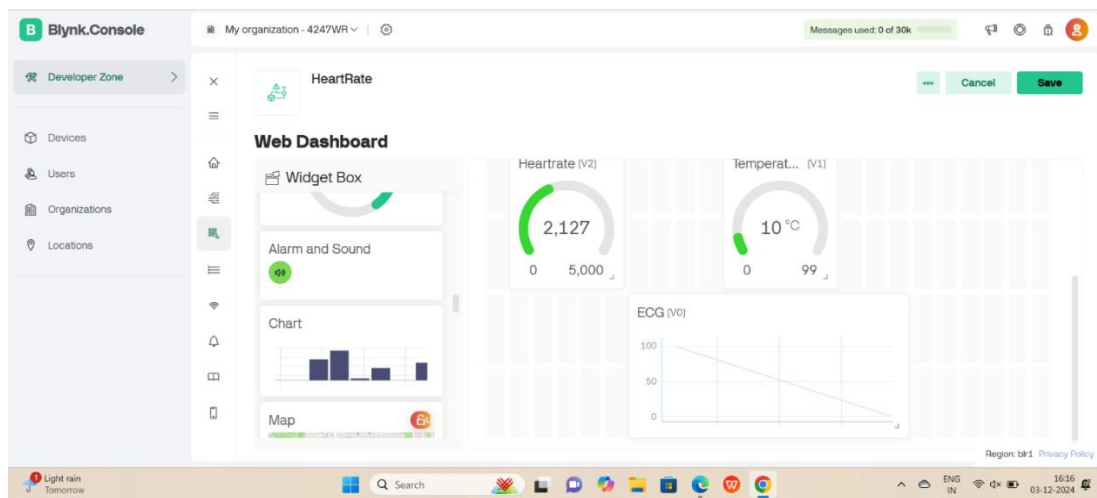 B Blynk.Console
My organization - 4247WR
Messages used: 0 of 30k
Developer Zone
Devices
Users
Organizations
Locations
HeartRate
Cancel
Save
Web Dashboard
Widget Box
Alarm and Sound
Chart
Map
Heartrate (V2)
2,127
0 5,000
Temperat... (V1)
10 °C
0 99
ECG (V0)
100
50
0
Region: blr1 Privacy Policy
1
Light rain
Tomorrow
Search
ENG
IN
16:16
03-12-2024